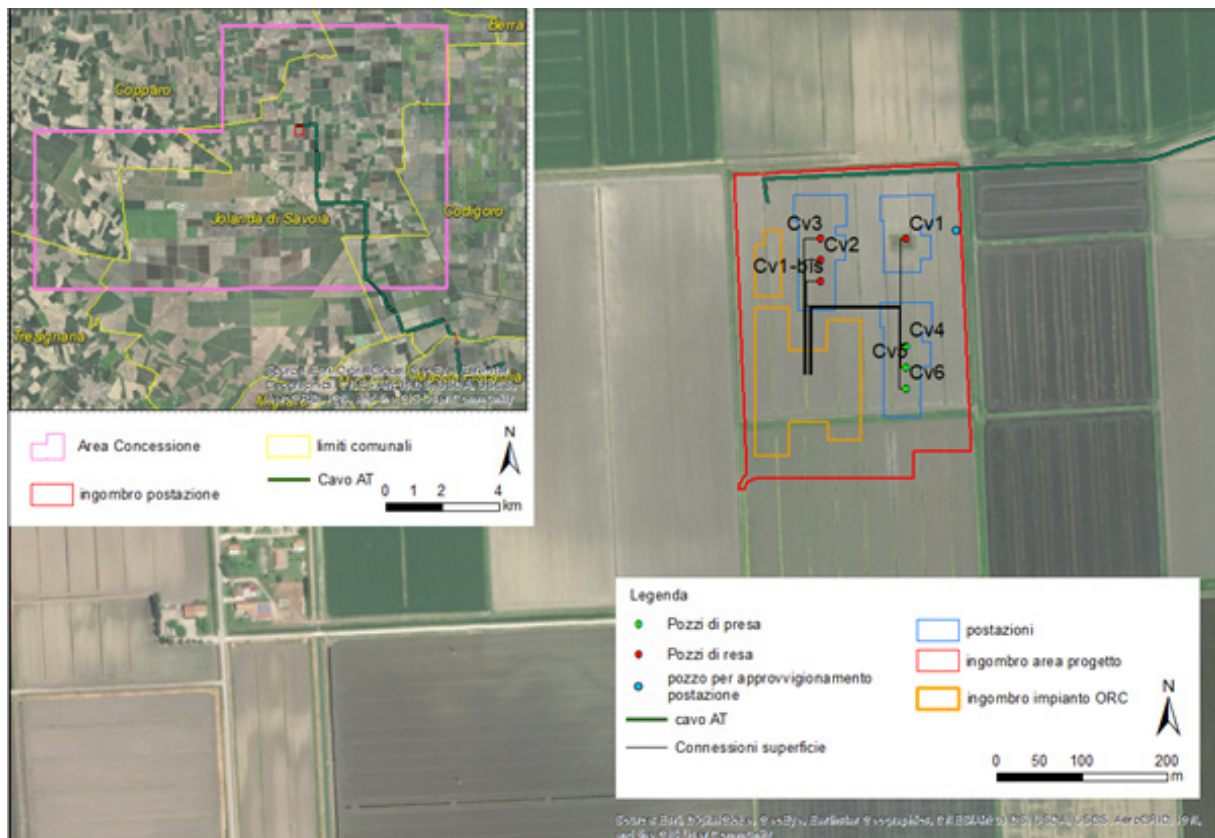 Berra
Copparo
Jolanda di Savoia
Codigoro
Tresignana
Area Concessione
limiti comunali
ingombro postazione
Cavo AT
N
0 1 2 4
km
Cv3
Cv2
Cv1
Cv1-bis
Cv4
Cv5
Cv6
Legenda
Pozzi di presa
Pozzi di resa
pozzo per approvvigionamento
postazione
cavo AT
Connessioni superficie
postazioni
ingombro area progetto
ingombro impianto ORC
N
0 50 100 200
m